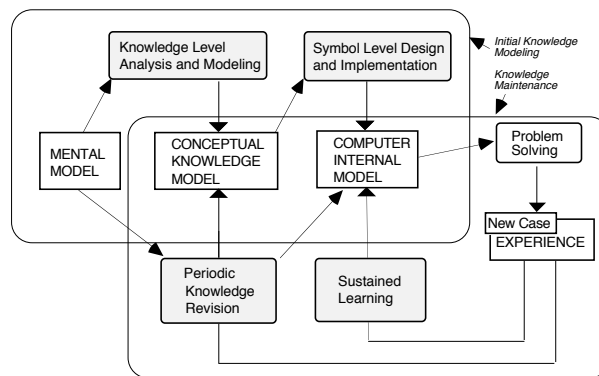 Knowledge Level
Analysis and Modeling
Symbol Level Design
and Implementation
Initial Knowledge
Modeling
Knowledge
Maintenance
MENTAL
MODEL
CONCEPTUAL
KNOWLEDGE
MODEL
COMPUTER
INTERNAL
MODEL
Problem
Solving
New Case
EXPERIENCE
Periodic
Knowledge
Revision
Sustained
Learning